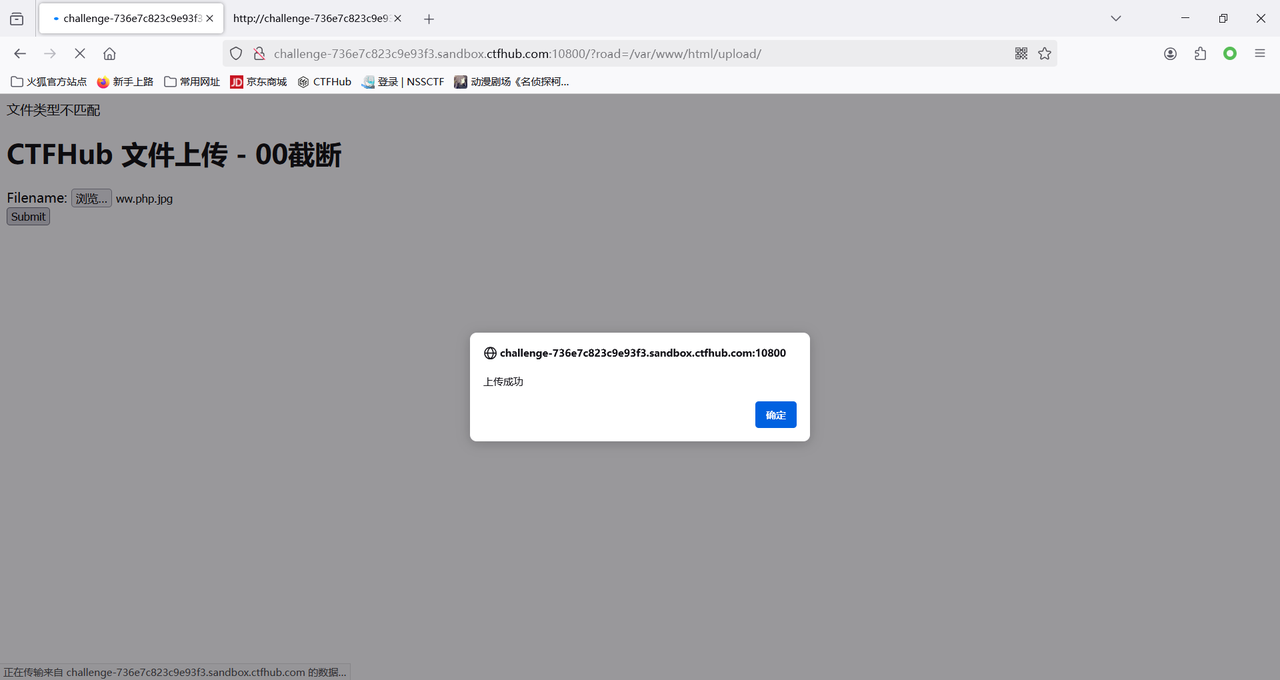 challenge-736e7c823c9e93f3
http://challenge-736e7c823c9e9
challenge-736e7c823c9e93f3.sandbox.ctfhub.com:10800/?road=/var/www/html/upload/
火狐官方站点 新手上路 常用网址 JD 京东商城 CTFHub 登录 | NSSCTF 动漫剧场《名侦探柯...
文件类型不匹配
CTFHub 文件上传 - 00截断
Filename: 浏览... ww.php.jpg
Submit
challenge-736e7c823c9e93f3.sandbox.ctfhub.com:10800
上传成功
确定
正在传输来自 challenge-736e7c823c9e93f3.sandbox.ctfhub.com 的数据...